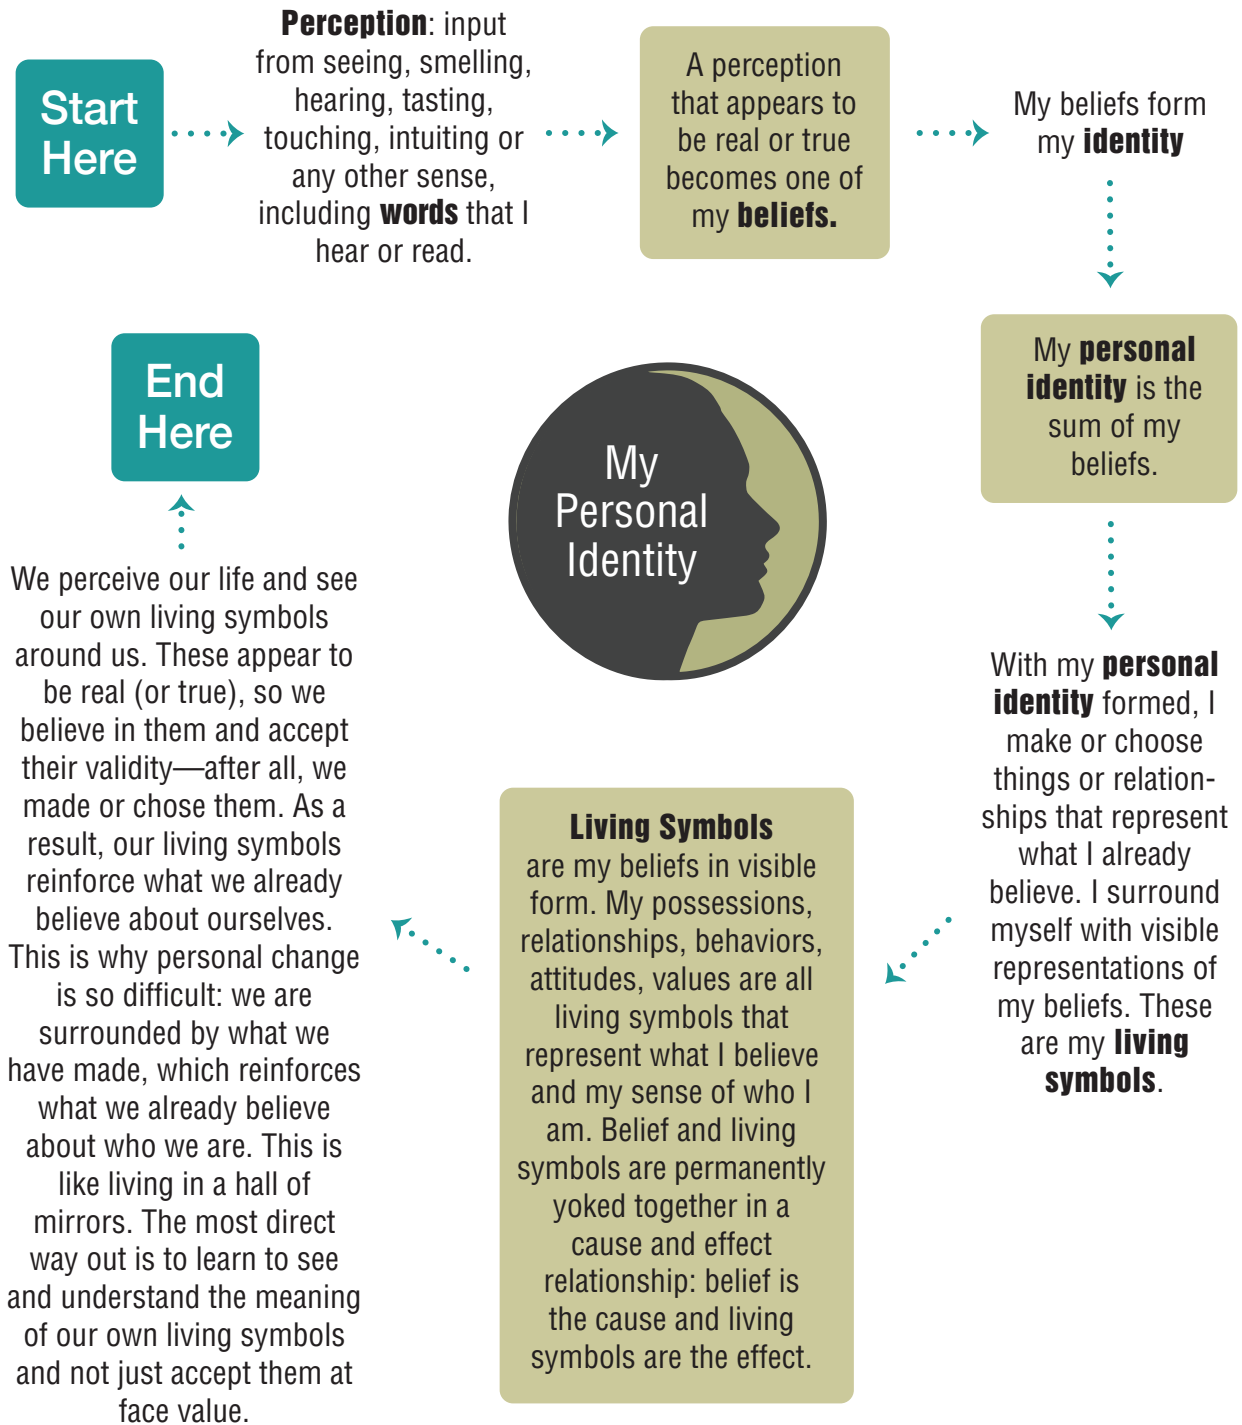 Start
Here
Perception: input
from seeing, smelling,
hearing, tasting,
touching, intuiting or
any other sense,
including words that I
hear or read.
A perception
that appears to
be real or true
becomes one of
my beliefs.
My beliefs form
my identity
My personal
identity is the
sum of my
beliefs.
With my personal
identity formed, I
make or choose
things or relation-
ships that represent
what I already
believe. I surround
myself with visible
representations of
my beliefs. These
are my living
symbols.
Living Symbols
are my beliefs in visible
form. My possessions,
relationships, behaviors,
attitudes, values are all
living symbols that
represent what I believe
and my sense of who I
am. Belief and living
symbols are permanently
yoked together in a
cause and effect
relationship: belief is
the cause and living
symbols are the effect.
We perceive our life and see
our own living symbols
around us. These appear to
be real (or true), so we
believe in them and accept
their validity—after all, we
made or chose them. As a
result, our living symbols
reinforce what we already
believe about ourselves.
This is why personal change
is so difficult: we are
surrounded by what we
have made, which reinforces
what we already believe
about who we are. This is
like living in a hall of
mirrors. The most direct
way out is to learn to see
and understand the meaning
of our own living symbols
and not just accept them at
face value.
End
Here
My
Personal
Identity